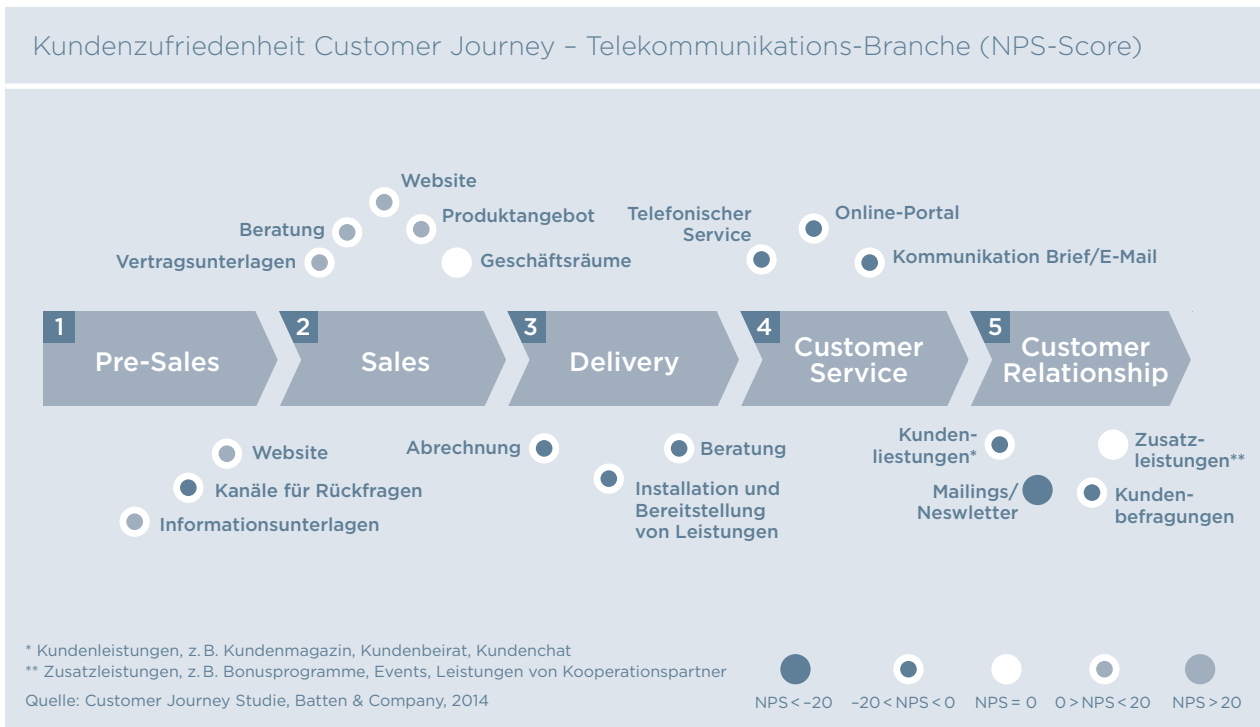 Kundenzufriedenheit Customer Journey – Telekommunikations-Branche (NPS-Score)
Website
Beratung
Produktangebot
Vertragsunterlagen
Geschäftsräume
Telefonischer
Service
Online-Portal
Kommunikation Brief/E-Mail
1
Pre-Sales
2
Sales
3
Delivery
4
Customer
Service
5
Customer
Relationship
Website
Kanäle für Rückfragen
Informationsunterlagen
Abrechnung
Beratung
Installation und
Bereitstellung
von Leistungen
Kunden-
liestungen*
Mailings/
Neswletter
Zusatz-
leistungen**
Kunden-
befragungen
* Kundenleistungen, z. B. Kundenmagazin, Kundenbeirat, Kundenchat
** Zusatzleistungen, z. B. Bonusprogramme, Events, Leistungen von Kooperationspartner
Quelle: Customer Journey Studie, Batten & Company, 2014
NPS < –20
–20 < NPS < 0
NPS = 0
0 > NPS < 20
NPS > 20